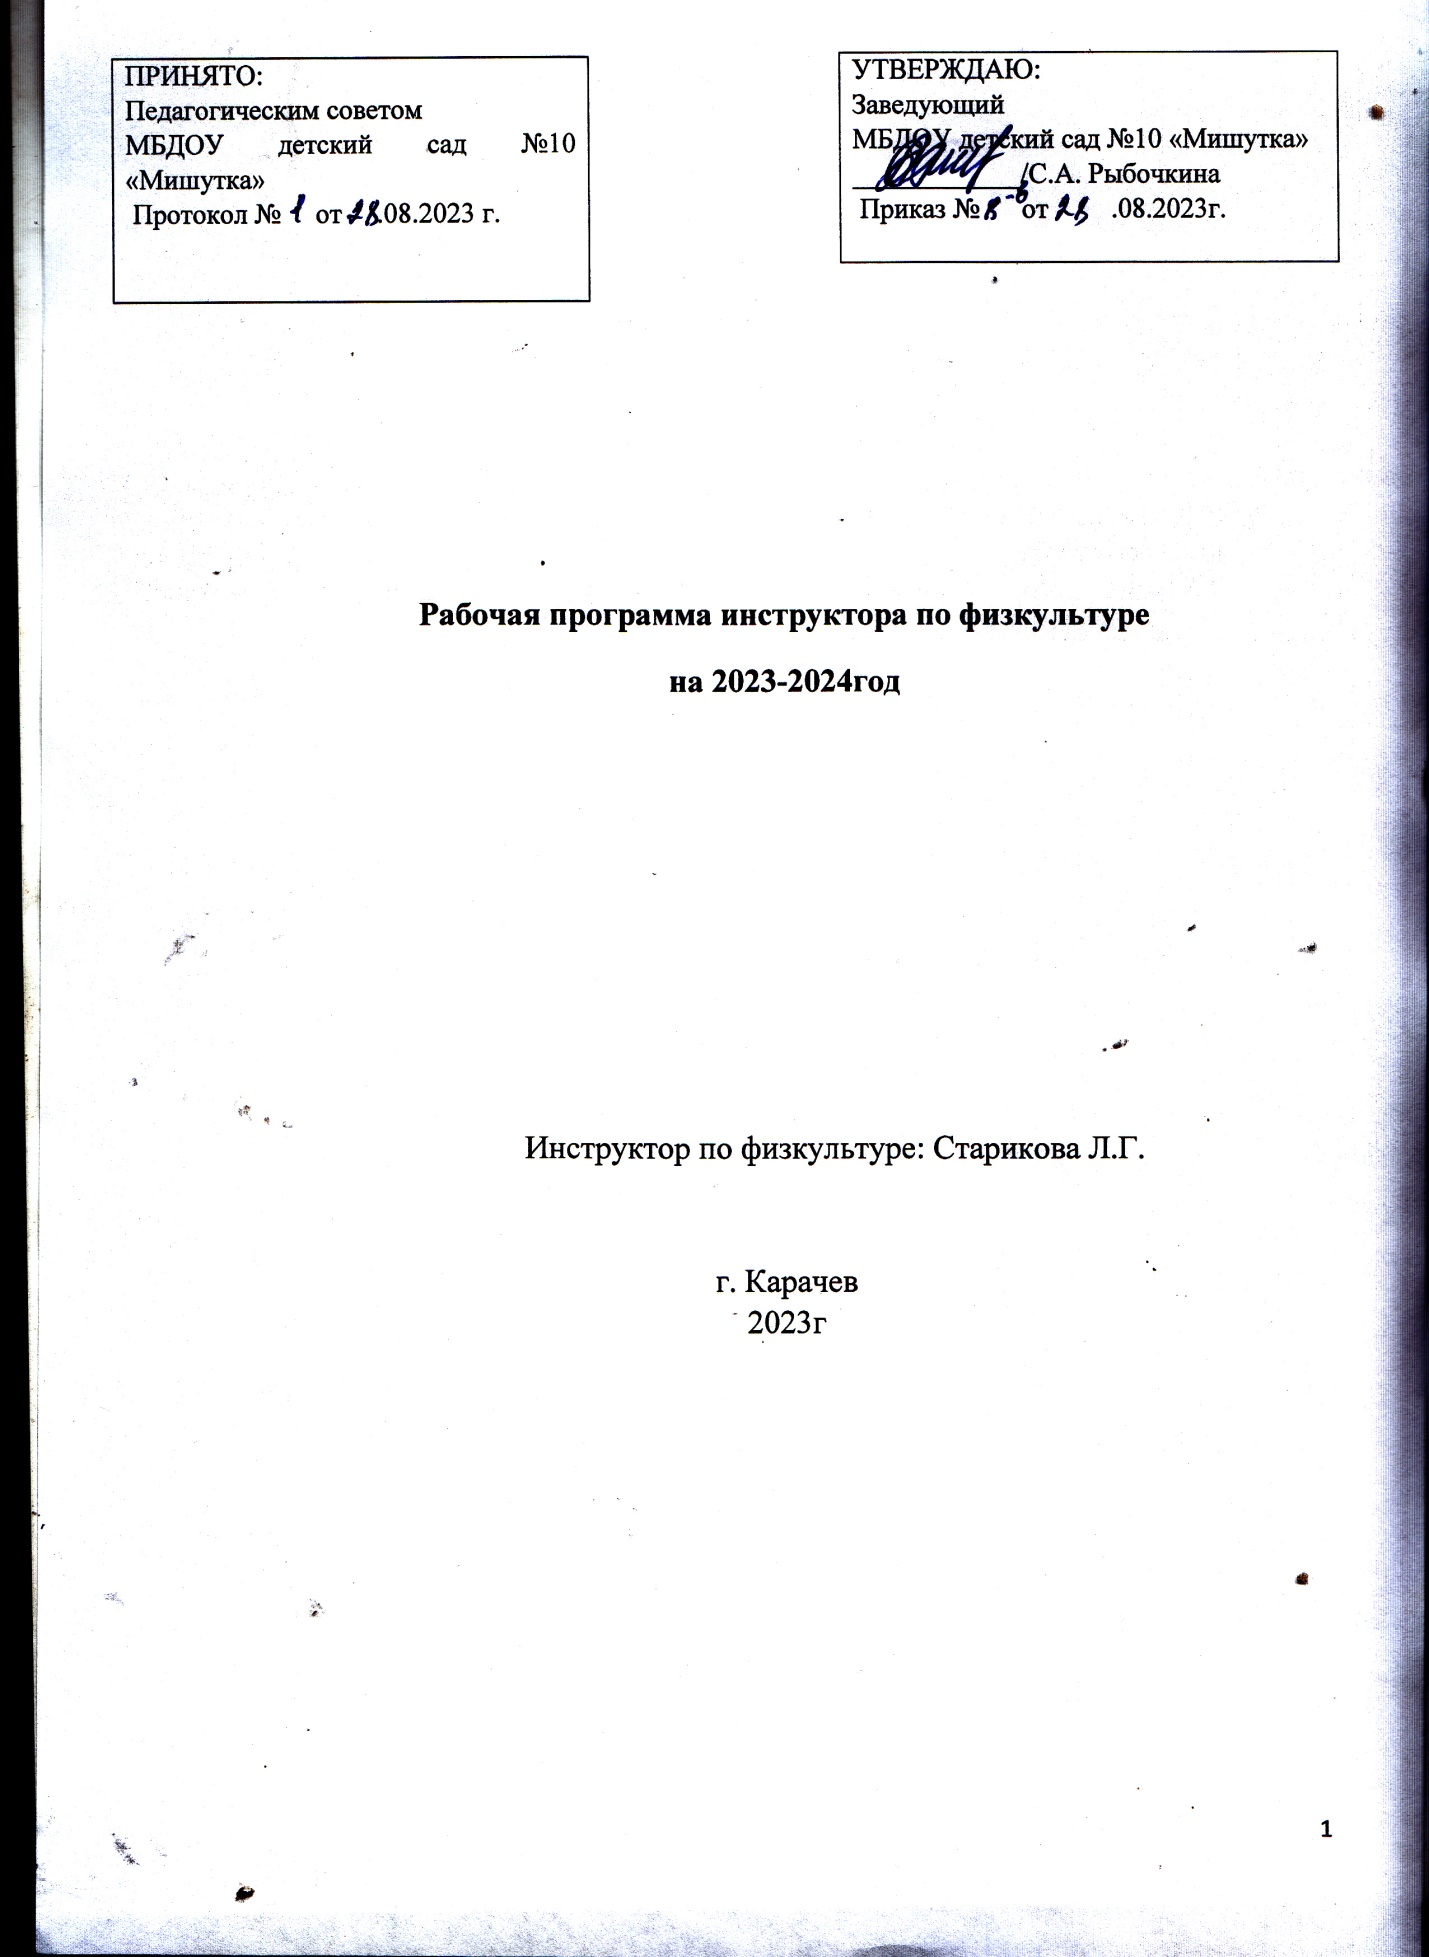 ПРИНЯТО:
Педагогическим советом
МБДОУ детский сад №10
«Мишутка»
Протокол № 1 от 28.08.2023 г.
УТВЕРЖДАЮ:
Заведующий
МБДОУ детский сад №10 «Мишутка»
/С.А. Рыбочкина
Приказ № от 28 .08.2023г.
Рабочая программа инструктора по физкультуре
на 2023-2024год
Инструктор по физкультуре: Старикова Л.Г.
г. Карачев
2023г
1